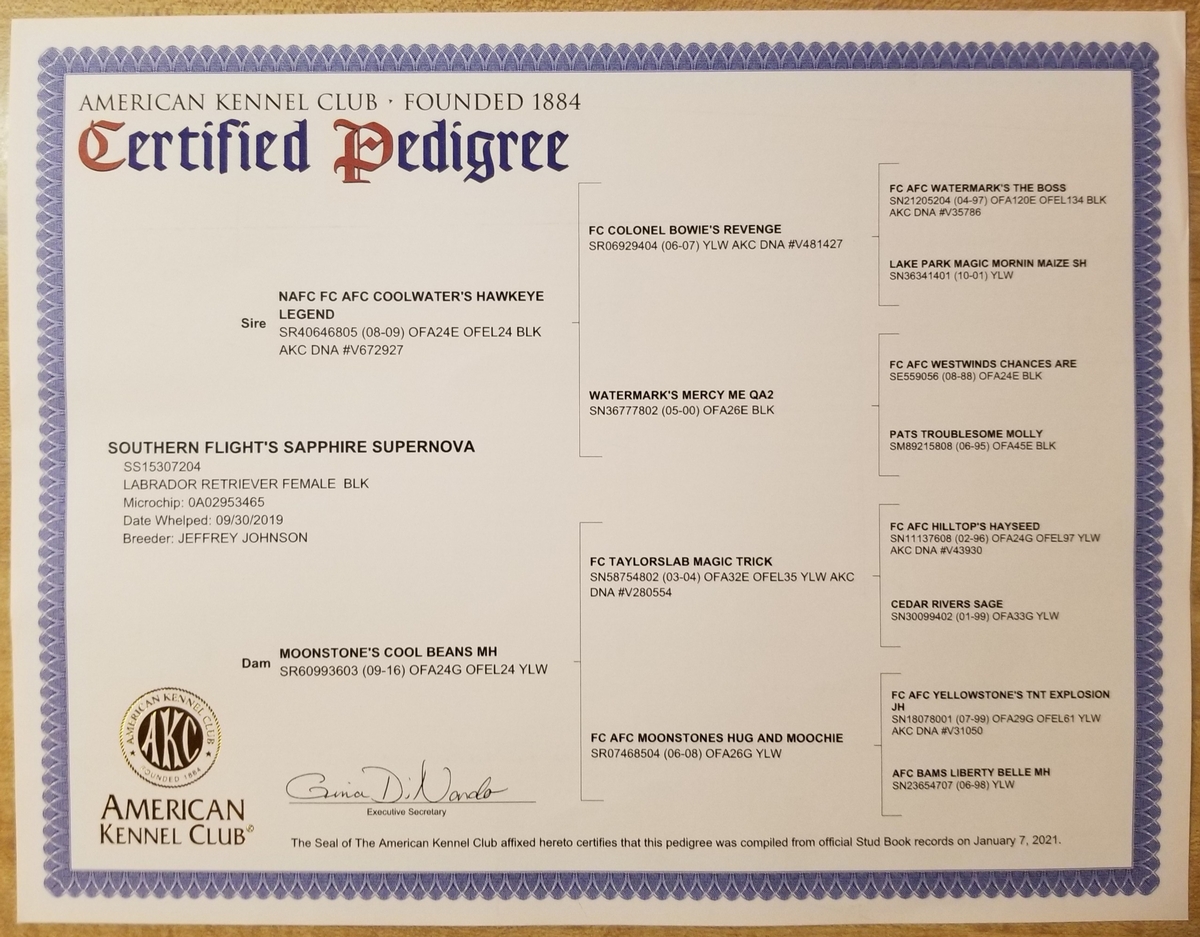 AMERICAN KENNEL CLUB · FOUNDED 1884
Certified Pedigree
SOUTHERN FLIGHT'S SAPPHIRE SUPERNOVA
SS15307204
LABRADOR RETRIEVER FEMALE BLK
Microchip: 0A02953465
Date Whelped: 09/30/2019
Breeder: JEFFREY JOHNSON
Sire
NAFC FC AFC COOLWATER'S HAWKEYE
LEGEND
SR40646805 (08-09) OFA24E OFEL24 BLK
AKC DNA #V672927
Dam
MOONSTONE'S COOL BEANS MH
SR60993603 (09-16) OFA24G OFEL24 YLW
FC COLONEL BOWIE'S REVENGE
SR06929404 (06-07) YLW AKC DNA #V481427
WATERMARK'S MERCY ME QA2
SN36777802 (05-00) OFA26E BLK
FC TAYLORSLAB MAGIC TRICK
SN58754802 (03-04) OFA32E OFEL35 YLW AKC
DNA #V280554
FC AFC MOONSTONES HUG AND MOOCHIE
SR07468504 (06-08) OFA26G YLW
FC AFC WATERMARK'S THE BOSS
SN21205204 (04-97) OFA120E OFEL134 BLK
AKC DNA #V35786
LAKE PARK MAGIC MORNIN MAIZE SH
SN36341401 (10-01) YLW
FC AFC WESTWINDS CHANCES ARE
SE559056 (08-88) OFA24E BLK
PATS TROUBLESOME MOLLY
SM89215808 (06-95) OFA45E BLK
FC AFC HILLTOP'S HAYSEED
SN11137608 (02-96) OFA24G OFEL97 YLW
AKC DNA #V43930
CEDAR RIVERS SAGE
SN30099402 (01-99) OFA33G YLW
FC AFC YELLOWSTONE'S TNT EXPLOSION
JH
SN18078001 (07-99) OFA29G OFEL61 YLW
AKC DNA #V31050
AFC BAMS LIBERTY BELLE MH
SN23654707 (06-98) YLW
AMERICAN KENNEL CLUB
AKC
FOUNDED 1884
AMERICAN
KENNEL CLUB
Gina DiNardo
Executive Secretary
The Seal of The American Kennel Club affixed hereto certifies that this pedigree was compiled from official Stud Book records on January 7, 2021.